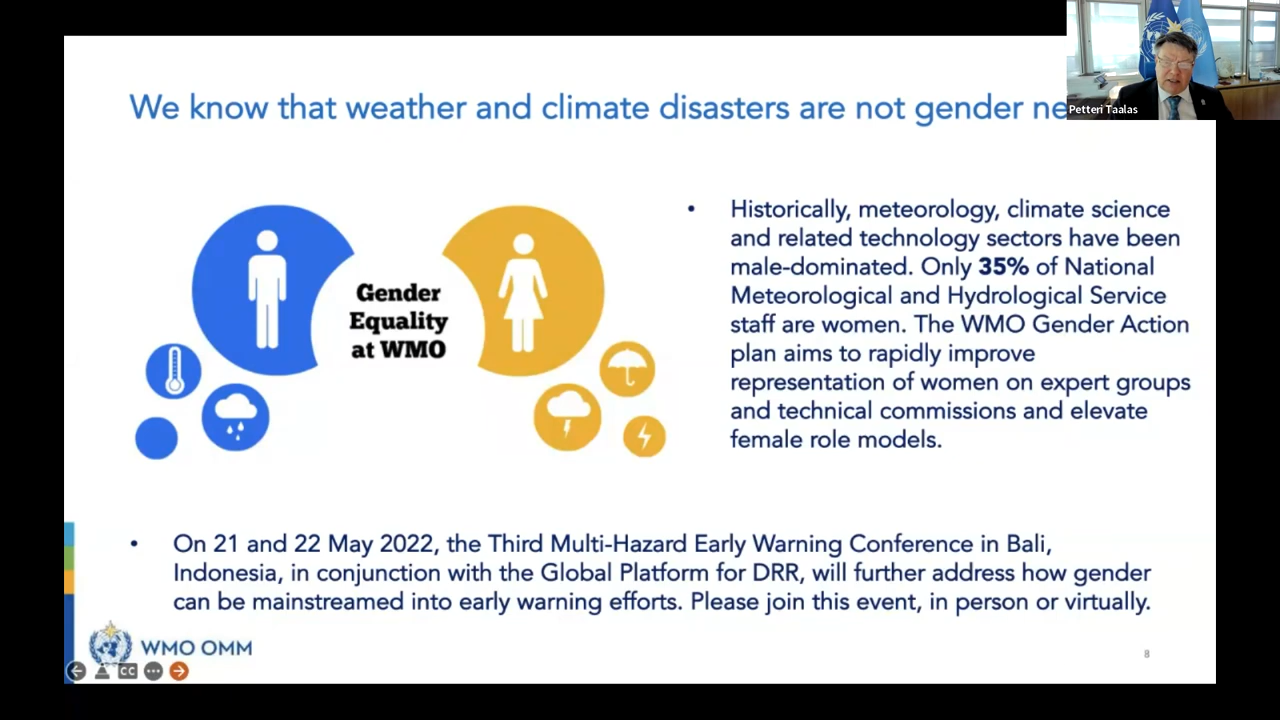 We know that weather and climate disasters are not gender ne
Petteri Taalas
Gender
Equality
at WMO
• Historically, meteorology, climate science
and related technology sectors have been
male-dominated. Only 35% of National
Meteorological and Hydrological Service
staff are women. The WMO Gender Action
plan aims to rapidly improve
representation of women on expert groups
and technical commissions and elevate
female role models.
• On 21 and 22 May 2022, the Third Multi-Hazard Early Warning Conference in Bali,
Indonesia, in conjunction with the Global Platform for DRR, will further address how gender
can be mainstreamed into early warning efforts. Please join this event, in person or virtually.
WMO OMM
8
CC